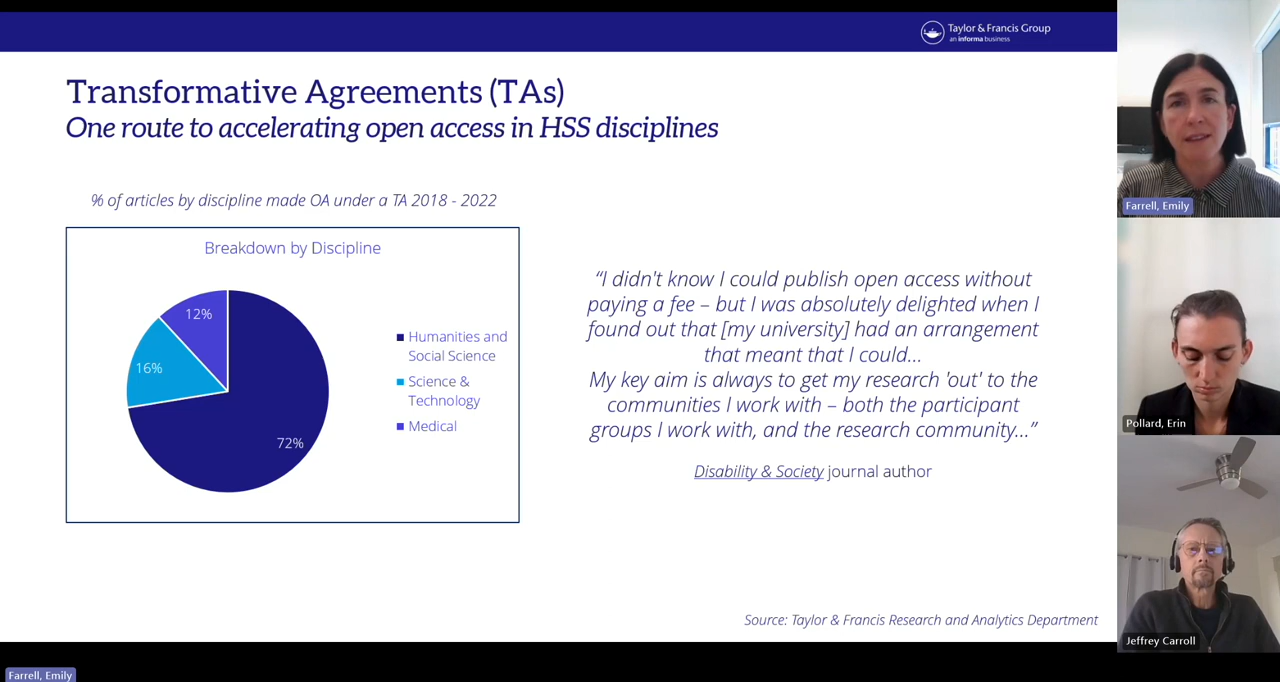 Taylor & Francis Group
an informa business
Transformative Agreements (TAs)
One route to accelerating open access in HSS disciplines
% of articles by discipline made OA under a TA 2018 - 2022
Breakdown by Discipline
12%
16%
72%
Humanities and
Social Science
Science &
Technology
Medical
“I didn't know I could publish open access without
paying a fee – but I was absolutely delighted when I
found out that [my university] had an arrangement
that meant that I could…
My key aim is always to get my research 'out' to the
communities I work with – both the participant
groups I work with, and the research community…”
Disability & Society journal author
Source: Taylor & Francis Research and Analytics Department
Farrell, Emily
Pollard, Erin
Jeffrey Carroll
Farrell, Emily